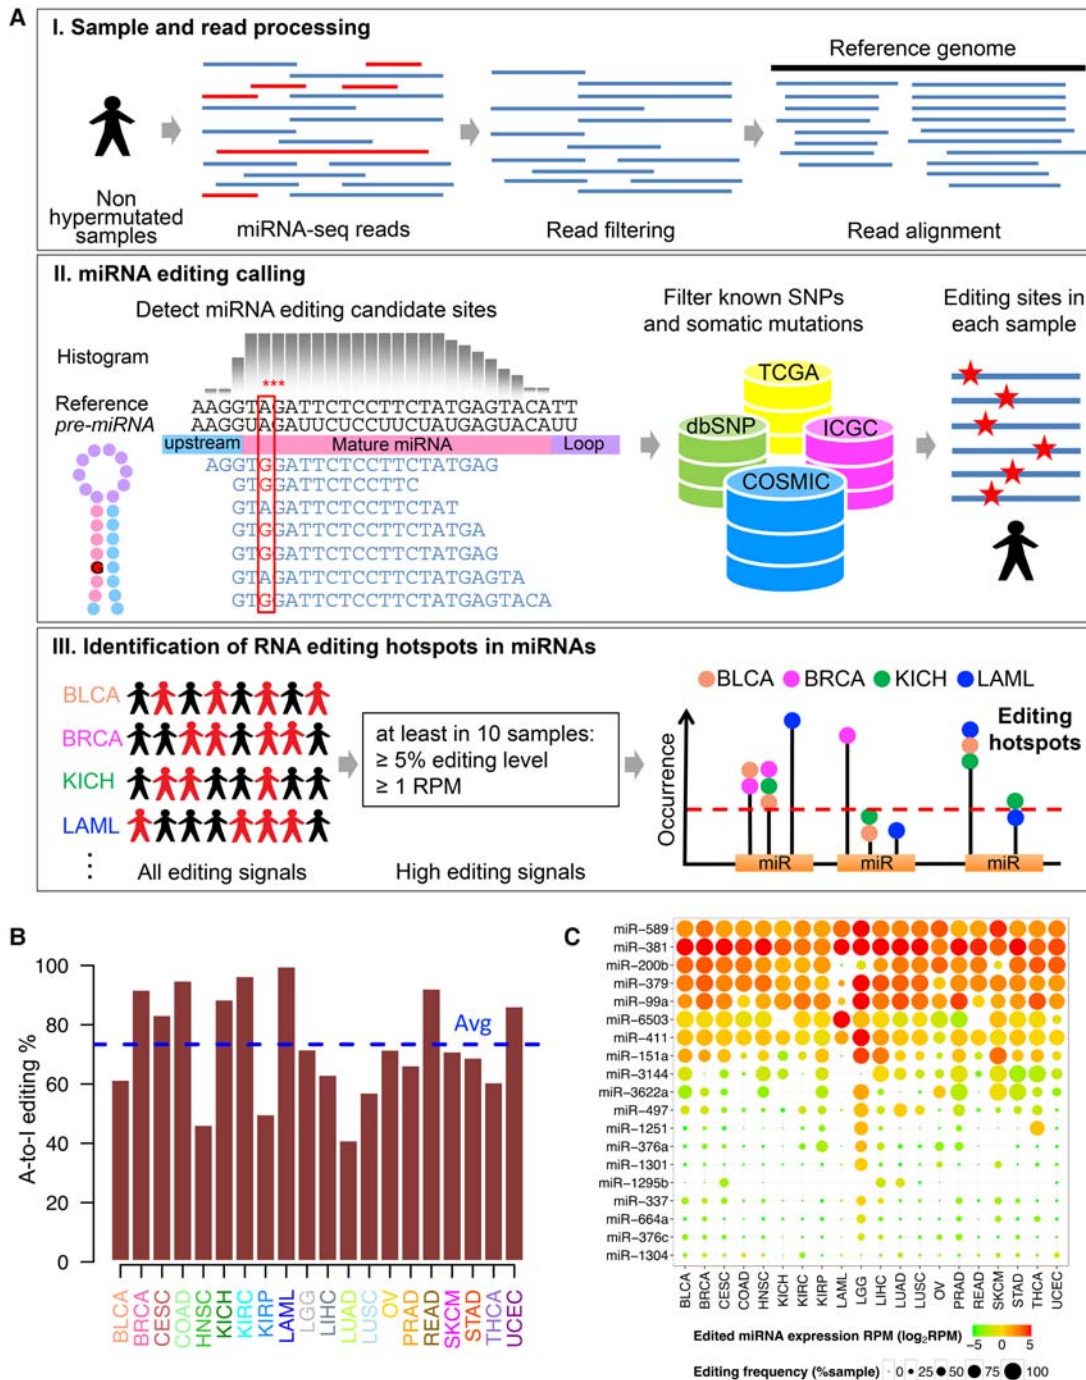 A
I. Sample and read processing
Reference genome
Non
hypermutated
samples
miRNA-seq reads
Read filtering
Read alignment
II. miRNA editing calling
Detect miRNA editing candidate sites
Filter known SNPs
and somatic mutations
Editing sites in
each sample
Histogram
***
Reference
pre-miRNA
AAGGTAGATTCTCCTTCTATGAGTACATT
AAGGUAGAUUCUCCUUCUAUGAGUACAUU
upstream
Mature miRNA
Loop
AGGTGGATTCTCCTTCTATGAG
GTGGATTCTCCTTC
GTAGATTCTCCTTCTAT
GTGGATTCTCCTTCTATGA
GTGGATTCTCCTTCTATGAG
GTAGATTCTCCTTCTATGAGTA
GTGGATTCTCCTTCTATGAGTACA
G
TCGA
dbSNP
ICGC
COSMIC
III. Identification of RNA editing hotspots in miRNAs
BLCA
BRCA
KICH
LAML
All editing signals
at least in 10 samples:
≥ 5% editing level
≥ 1 RPM
High editing signals
BLCA BRCA KICH LAML
Editing
hotspots
Occurrence
miR miR miR
B
A-to-I editing %
100
80
60
40
20
0
Avg
BLCA
BRCA
CESC
COAD
HNSC
KICH
KIRC
KIRP
LAML
LGG
LIHC
LUAD
LUSC
OV
PRAD
READ
SKCM
STAD
THCA
UCEC
C
miR-589
miR-381
miR-200b
miR-379
miR-99a
miR-6503
miR-411
miR-151a
miR-3144
miR-3622a
miR-497
miR-1251
miR-376a
miR-1301
miR-1295b
miR-337
miR-664a
miR-376c
miR-1304
BLCA
BRCA
CESC
COAD
HNSC
KICH
KIRC
KIRP
LAML
LGG
LIHC
LUAD
LUSC
OV
PRAD
READ
SKCM
STAD
THCA
UCEC
Edited miRNA expression RPM (log₂RPM)
-5 0 5
Editing frequency (%sample) 0 25 50 75 100